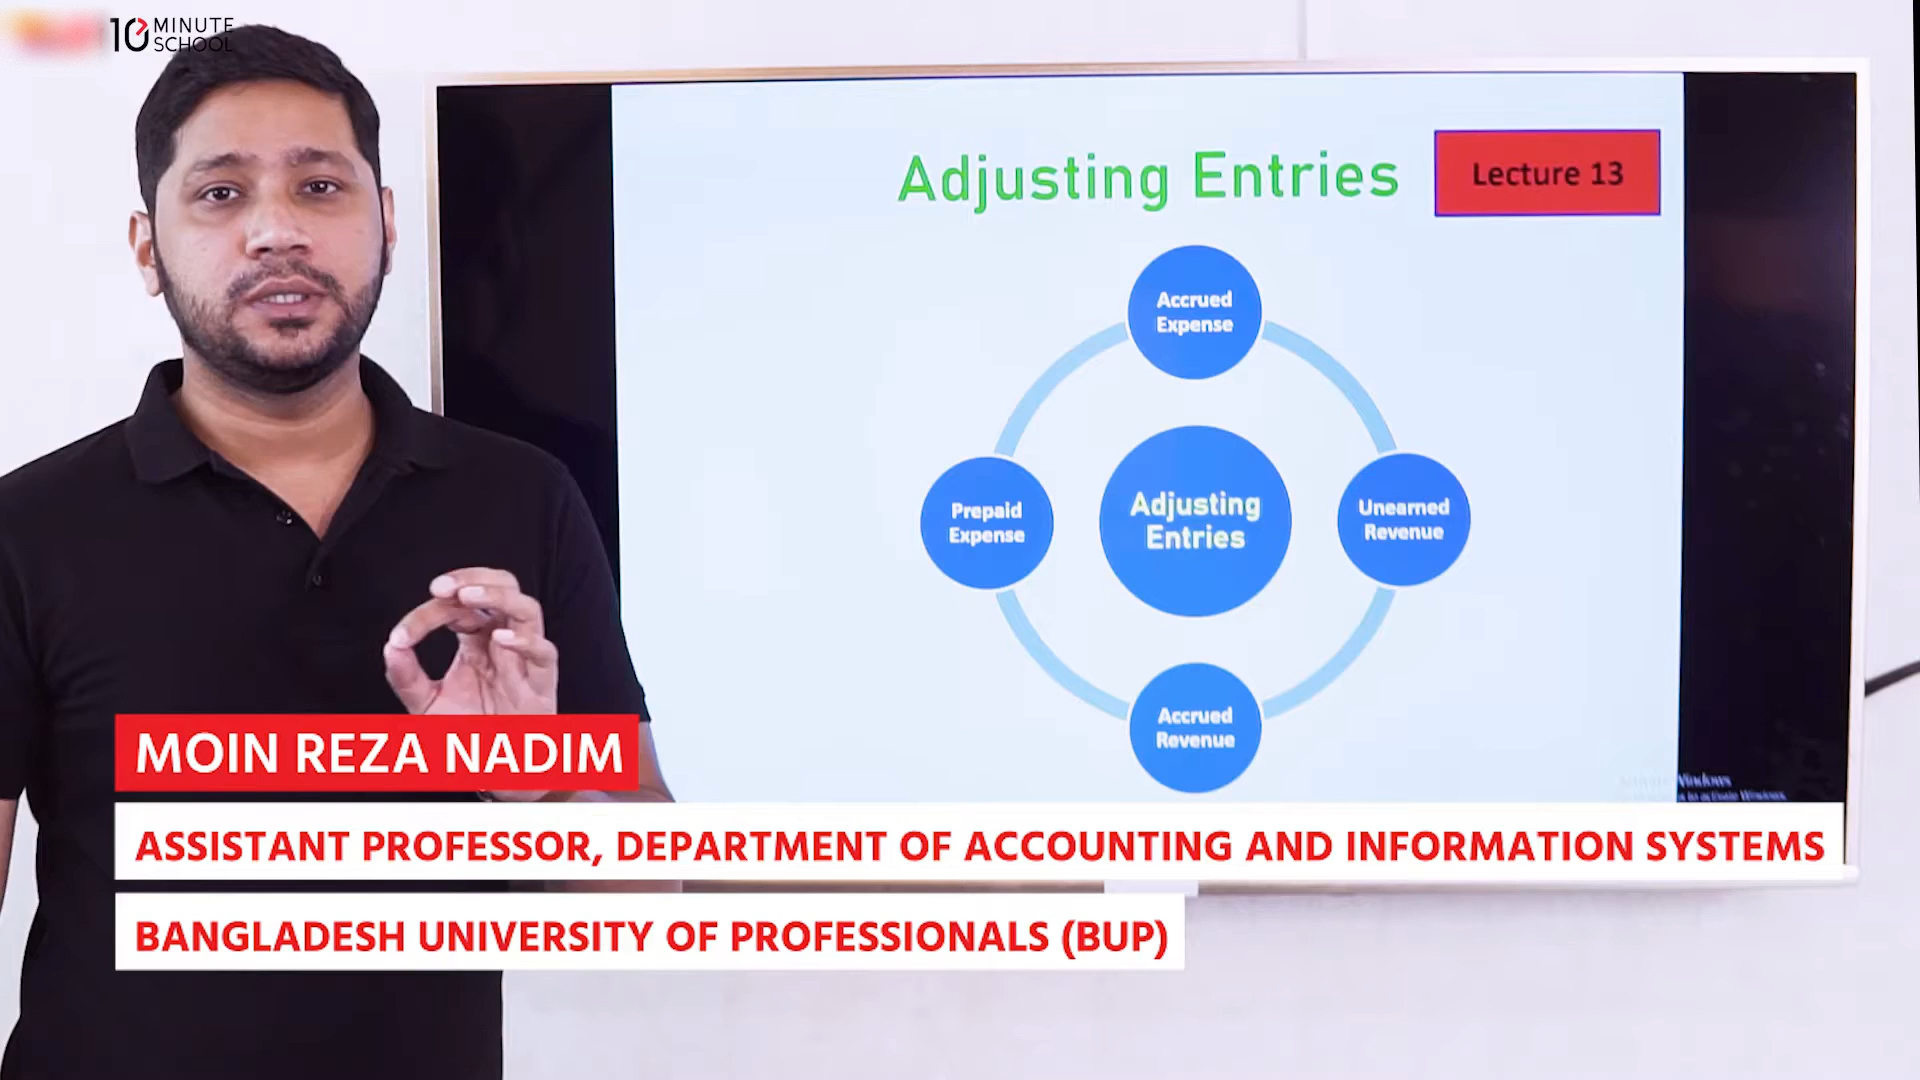 10 MINUTE
SCHOOL
Adjusting Entries
Lecture 13
Accrued
Expense
Prepaid
Expense
Adjusting
Entries
Unearned
Revenue
Accrued
Revenue
Windows
MOIN REZA NADIM
ASSISTANT PROFESSOR, DEPARTMENT OF ACCOUNTING AND INFORMATION SYSTEMS
BANGLADESH UNIVERSITY OF PROFESSIONALS (BUP)